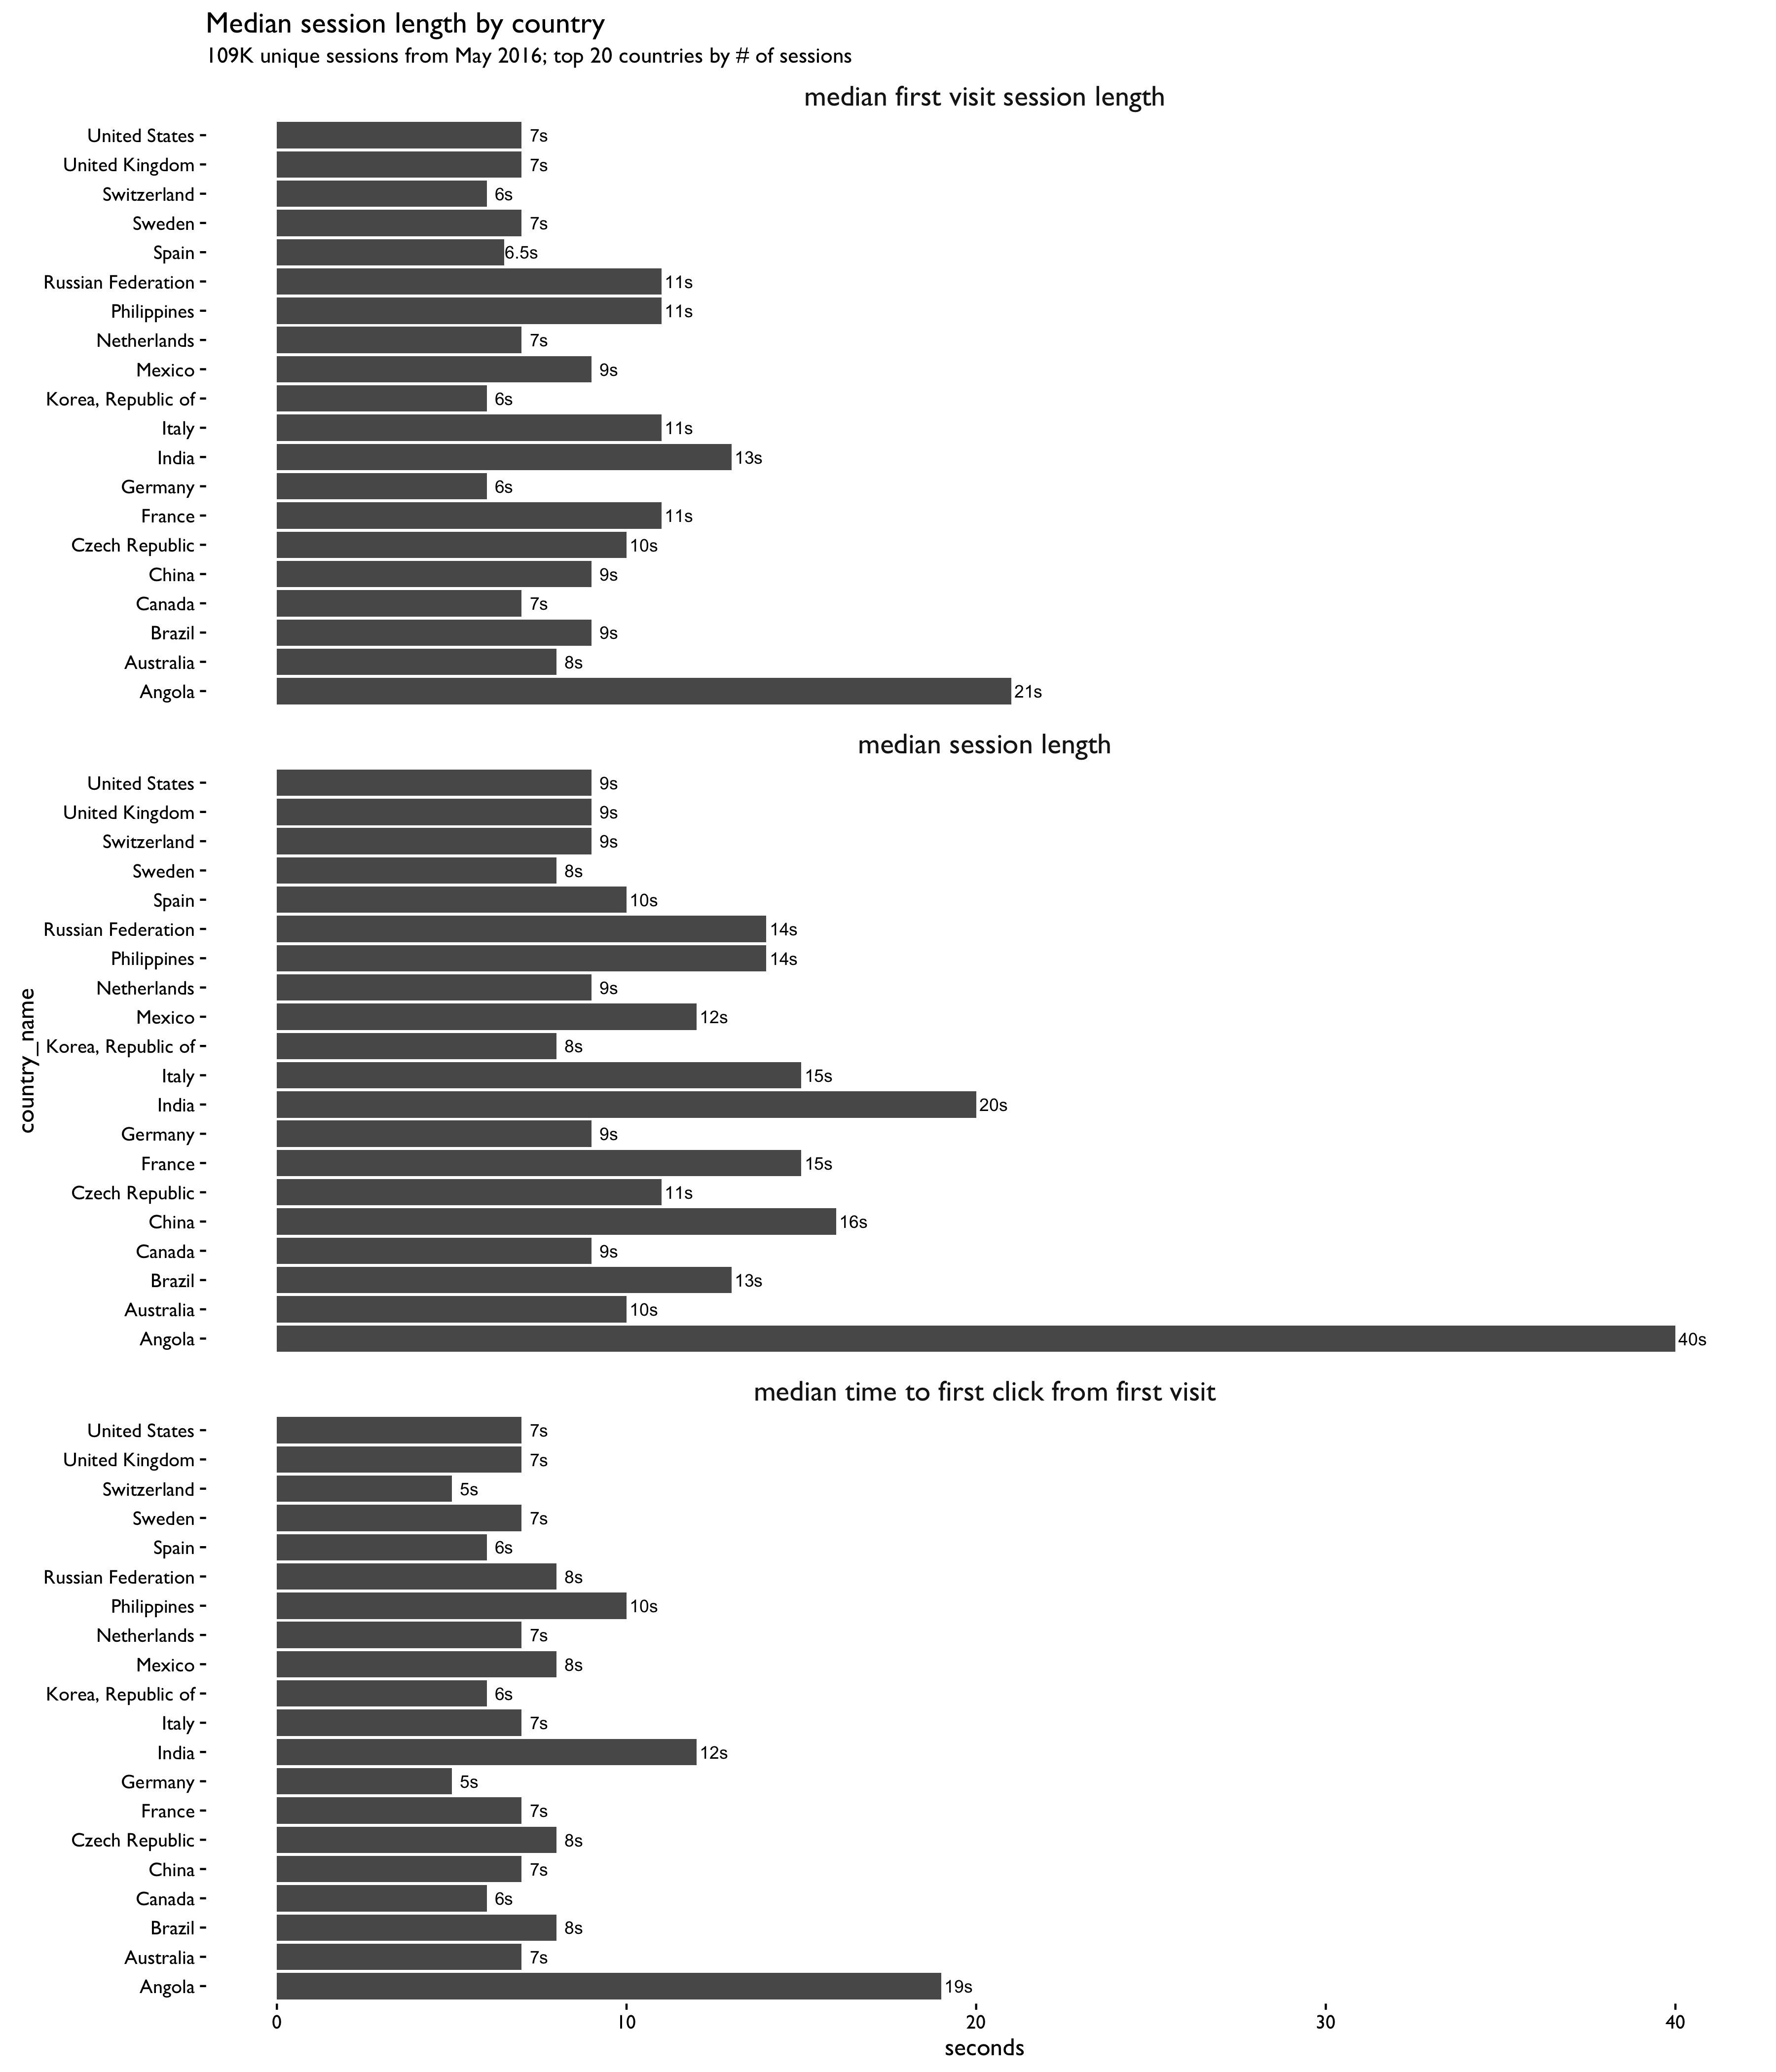 Median session length by country
109K unique sessions from May 2016; top 20 countries by # of sessions
median first visit session length
United States 7s
United Kingdom 7s
Switzerland 6s
Sweden 7s
Spain 6.5s
Russian Federation 11s
Philippines 11s
Netherlands 7s
Mexico 9s
Korea, Republic of 6s
Italy 11s
India 13s
Germany 6s
France 11s
Czech Republic 10s
China 9s
Canada 7s
Brazil 9s
Australia 8s
Angola 21s
median session length
United States 9s
United Kingdom 9s
Switzerland 9s
Sweden 8s
Spain 10s
Russian Federation 14s
Philippines 14s
Netherlands 9s
Mexico 12s
Korea, Republic of 8s
Italy 15s
India 20s
Germany 9s
France 15s
Czech Republic 11s
China 16s
Canada 9s
Brazil 13s
Australia 10s
Angola 40s
country_name
median time to first click from first visit
United States 7s
United Kingdom 7s
Switzerland 5s
Sweden 7s
Spain 6s
Russian Federation 8s
Philippines 10s
Netherlands 7s
Mexico 8s
Korea, Republic of 6s
Italy 7s
India 12s
Germany 5s
France 7s
Czech Republic 8s
China 7s
Canada 6s
Brazil 8s
Australia 7s
Angola 19s
0 10 20 30 40
seconds